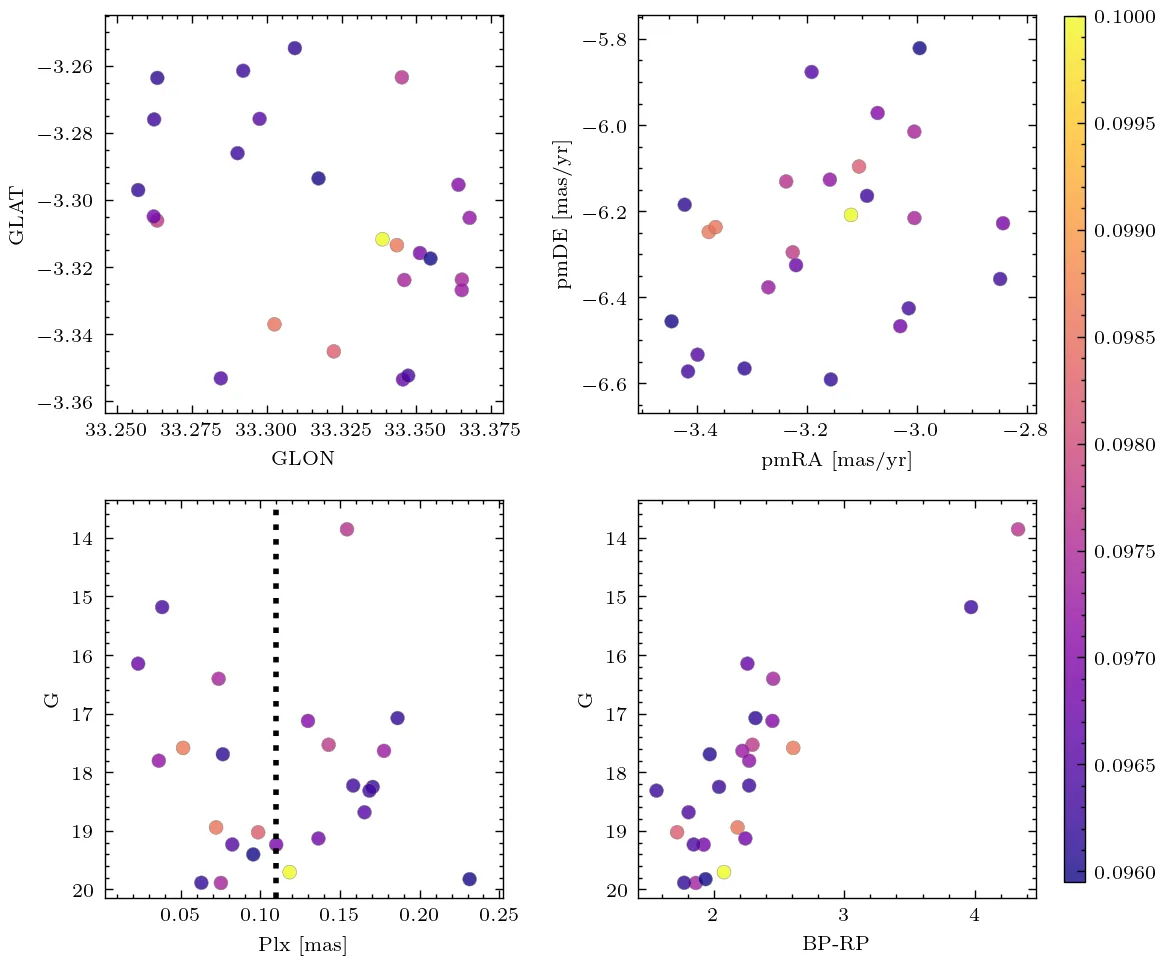 −3.26
−3.28
−3.30
−3.32
−3.34
−3.36
GLAT
33.250 33.275 33.300 33.325 33.350 33.375
GLON
−5.8
−6.0
−6.2
−6.4
−6.6
pmDE [mas/yr]
−3.4 −3.2 −3.0 −2.8
pmRA [mas/yr]
14
15
16
17
18
19
20
G
0.05 0.10 0.15 0.20 0.25
Plx [mas]
14
15
16
17
18
19
20
G
2 3 4
BP-RP
0.1000
0.0995
0.0990
0.0985
0.0980
0.0975
0.0970
0.0965
0.0960